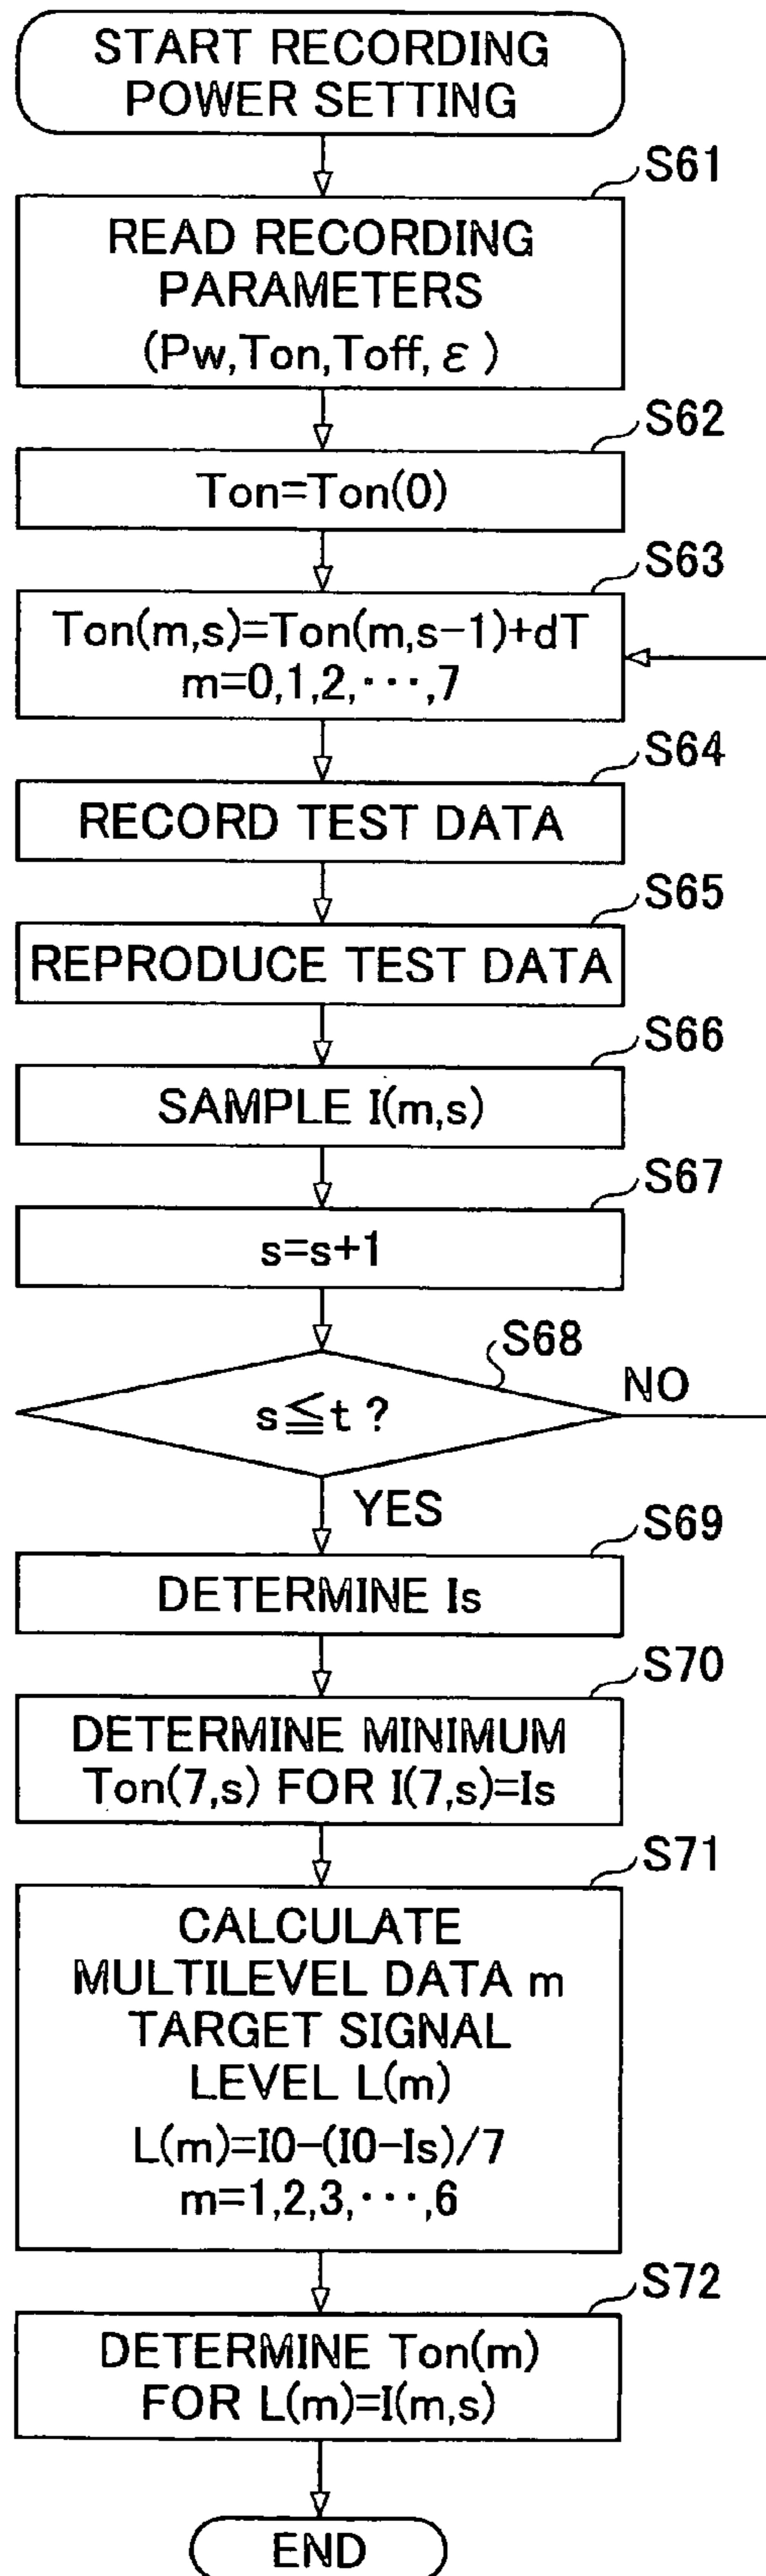 START RECORDING
POWER SETTING
S61
READ RECORDING
PARAMETERS
(Pw,Ton,Toff, ε )
S62
Ton=Ton(0)
S63
Ton(m,s)=Ton(m,s-1)+dT
m=0,1,2,･･･,7
S64
RECORD TEST DATA
S65
REPRODUCE TEST DATA
S66
SAMPLE I(m,s)
S67
s=s+1
S68
s≦t ?
NO
YES
S69
DETERMINE Is
S70
DETERMINE MINIMUM
Ton(7,s) FOR I(7,s)=Is
S71
CALCULATE
MULTILEVEL DATA m
TARGET SIGNAL
LEVEL L(m)
L(m)=I0-(I0-Is)/7
m=1,2,3,･･･,6
S72
DETERMINE Ton(m)
FOR L(m)=I(m,s)
END